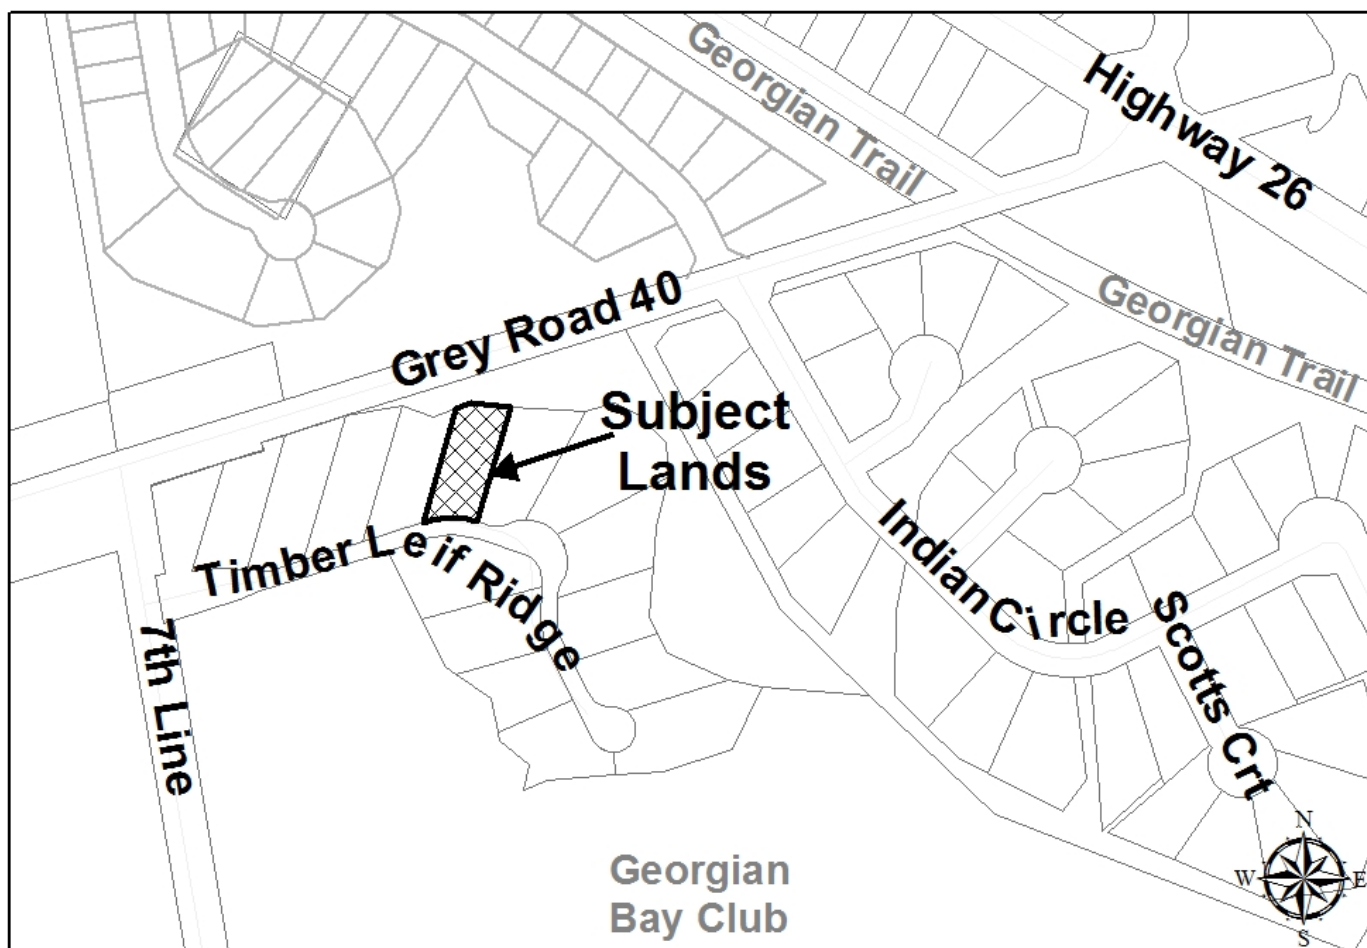 Georgian Trail
Highway 26
Georgian Trail
Grey Road 40
Subject
Lands
Timber Leif Ridge
Indian Circle
Scotts Crt
7th Line
Georgian
Bay Club
N
W E
S